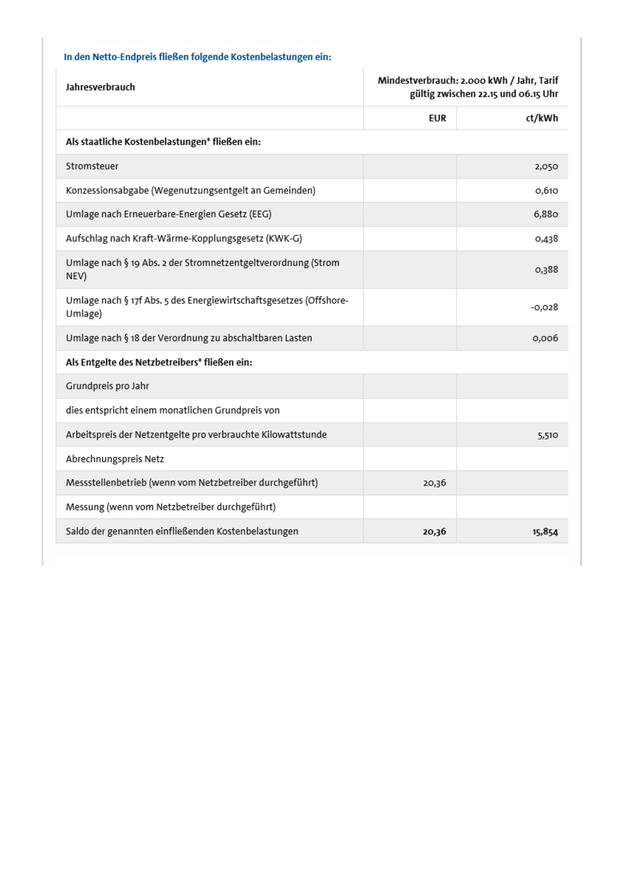 In den Netto-Endpreis fließen folgende Kostenbelastungen ein:
Jahresverbrauch
Mindestverbrauch: 2.000 kWh / Jahr, Tarif
gültig zwischen 22.15 und 06.15 Uhr
EUR ct/kWh
Als staatliche Kostenbelastungen* fließen ein:
Stromsteuer 2,050
Konzessionsabgabe (Wegenutzungsentgelt an Gemeinden) 0,610
Umlage nach Erneuerbare-Energien Gesetz (EEG) 6,880
Aufschlag nach Kraft-Wärme-Kopplungsgesetz (KWK-G) 0,438
Umlage nach § 19 Abs. 2 der Stromnetzentgeltverordnung (Strom
NEV) 0,388
Umlage nach § 17f Abs. 5 des Energiewirtschaftsgesetzes (Offshore-
Umlage) -0,028
Umlage nach § 18 der Verordnung zu abschaltbaren Lasten 0,006
Als Entgelte des Netzbetreibers* fließen ein:
Grundpreis pro Jahr
dies entspricht einem monatlichen Grundpreis von
Arbeitspreis der Netzentgelte pro verbrauchte Kilowattstunde 5,510
Abrechnungspreis Netz
Messstellenbetrieb (wenn vom Netzbetreiber durchgeführt) 20,36
Messung (wenn vom Netzbetreiber durchgeführt)
Saldo der genannten einfließenden Kostenbelastungen 20,36 15,854